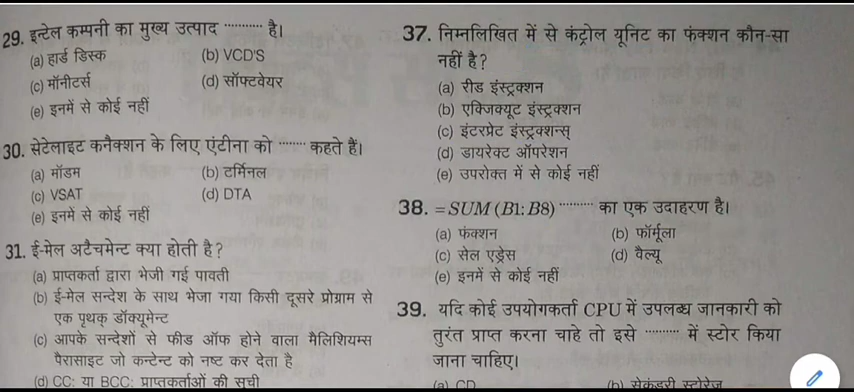 29. इन्टेल कम्पनी का मुख्य उत्पाद ........... है।
(a) हार्ड डिस्क (b) VCD'S
(c) मॉनीटर्स (d) सॉफ्टवेयर
(e) इनमें से कोई नहीं
30. सेटेलाइट कनैक्शन के लिए एंटीना को ........ कहते हैं।
(a) मॉडम (b) टर्मिनल
(c) VSAT (d) DTA
(e) इनमें से कोई नहीं
31. ई-मेल अटैचमेन्ट क्या होती है?
(a) प्राप्तकर्ता द्वारा भेजी गई पावती
(b) ई-मेल सन्देश के साथ भेजा गया किसी दूसरे प्रोग्राम से
एक पृथक् डॉक्यूमेन्ट
(c) आपके सन्देशों से फीड ऑफ होने वाला मैलिशियम्स
पैरासाइट जो कन्टेन्ट को नष्ट कर देता है
(d) CC: या BCC: प्राप्तकर्ताओं की सूची
37. निम्नलिखित में से कंट्रोल यूनिट का फंक्शन कौन-सा
नहीं है?
(a) रीड इंस्ट्रक्शन
(b) एक्जिक्यूट इंस्ट्रक्शन
(c) इंटरप्रेट इंस्ट्रक्शन्स्
(d) डायरेक्ट ऑपरेशन
(e) उपरोक्त में से कोई नहीं
38. =SUM (B1: B8) .......... का एक उदाहरण है।
(a) फंक्शन (b) फॉर्मूला
(c) सेल एड्रेस (d) वैल्यू
(e) इनमें से कोई नहीं
39. यदि कोई उपयोगकर्ता CPU में उपलब्ध जानकारी को
तुरंत प्राप्त करना चाहे तो इसे .......... में स्टोर किया
जाना चाहिए।
(a) CD (b) सेकंडरी स्टोरेज